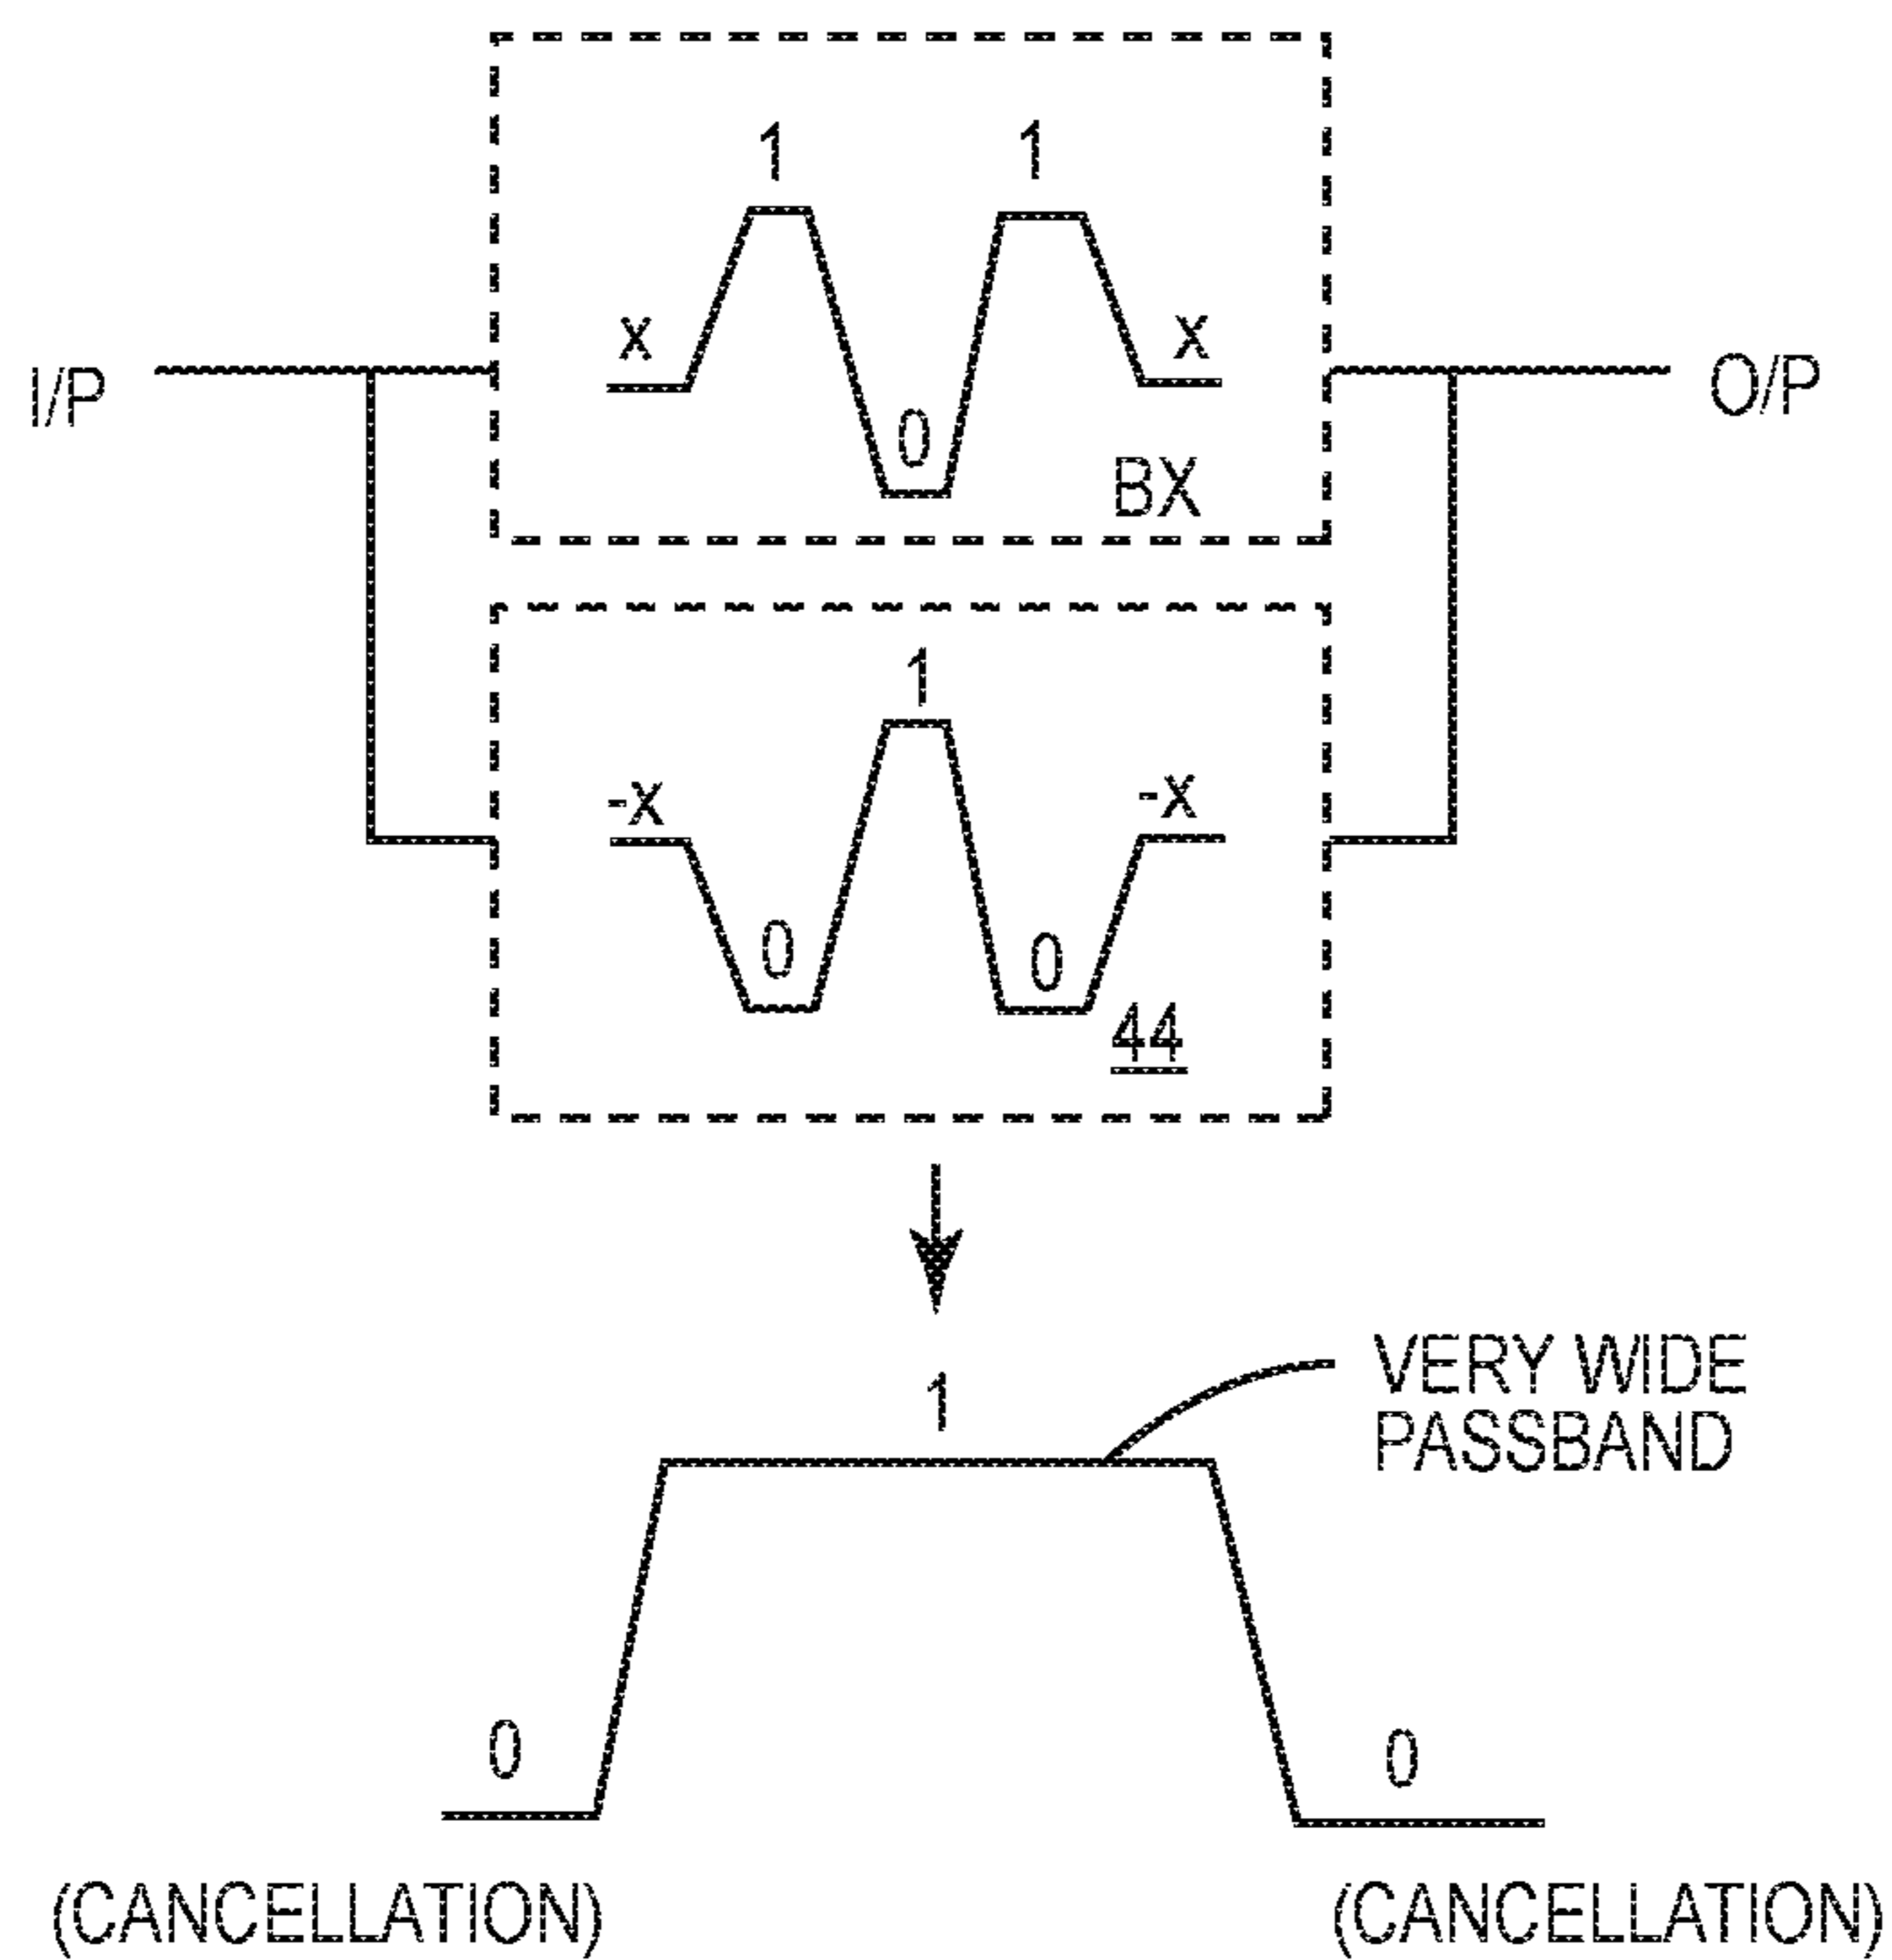 1 1
x x
I/P O/P
0
BX
1
-x -x
0 0
44
1
VERY WIDE
PASSBAND
0 0
(CANCELLATION) (CANCELLATION)